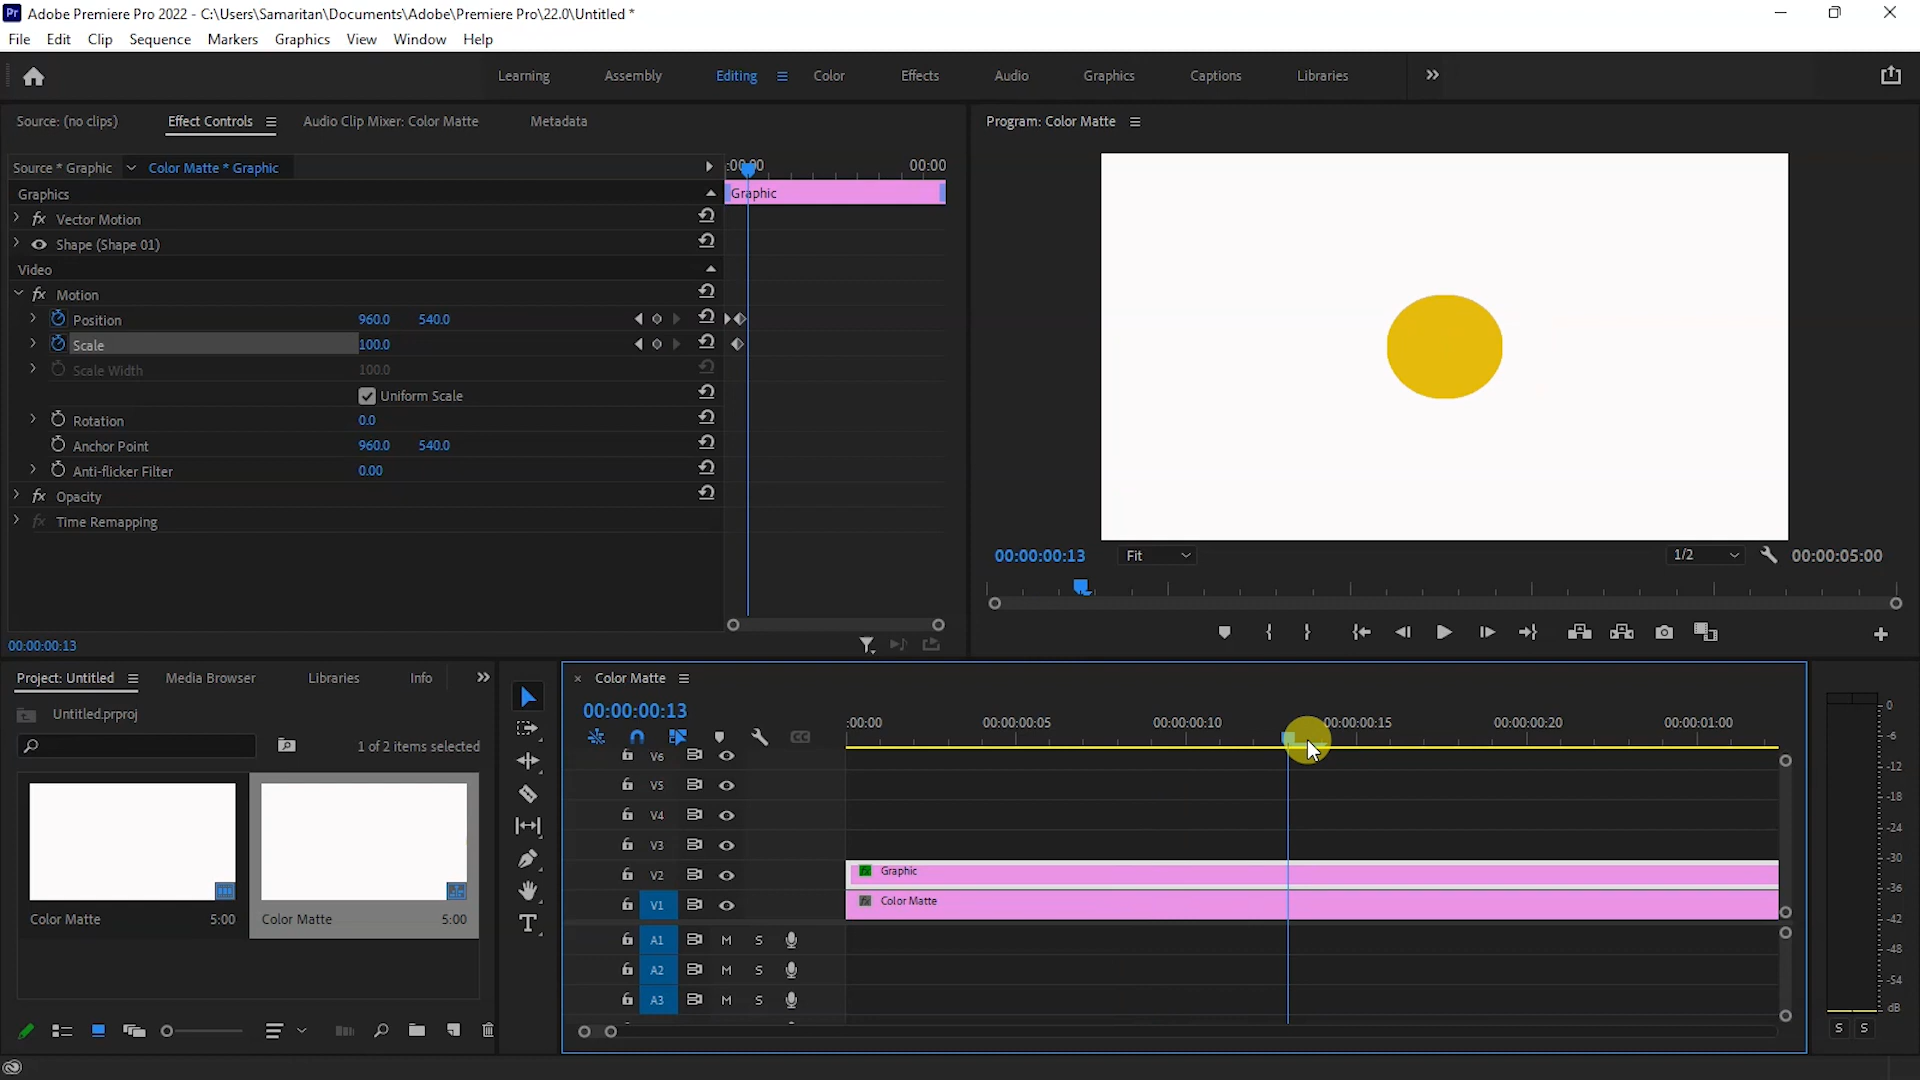 Pr Adobe Premiere Pro 2022 - C:\Users\Samaritan\Documents\Adobe\Premiere Pro\22.0\Untitled *
File Edit Clip Sequence Markers Graphics View Window Help
Learning Assembly Editing Color Effects Audio Graphics Captions Libraries
Source: (no clips) Effect Controls Audio Clip Mixer: Color Matte Metadata
Program: Color Matte
Source * Graphic Color Matte * Graphic
:00:00 00:00
Graphics
Graphic
fx Vector Motion
Shape (Shape 01)
Video
fx Motion
Position 960.0 540.0
Scale 100.0
Scale Width 100.0
Uniform Scale
Rotation 0.0
Anchor Point 960.0 540.0
Anti-flicker Filter 0.00
fx Opacity
fx Time Remapping
00:00:00:13
00:00:00:13 Fit 1/2 00:00:05:00
Project: Untitled Media Browser Libraries Info
Untitled.prproj
1 of 2 items selected
Color Matte 5:00
Color Matte 5:00
T
× Color Matte
00:00:00:13
:00:00 00:00:00:05 00:00:00:10 00:00:00:15 00:00:00:20 00:00:01:00
CC
V6
V5
V4
V3
V2 fx Graphic
V1 fx Color Matte
A1 M S
A2 M S
A3 M S
0
-6
-12
-18
-24
-30
-36
-42
-48
-54
dB
S S